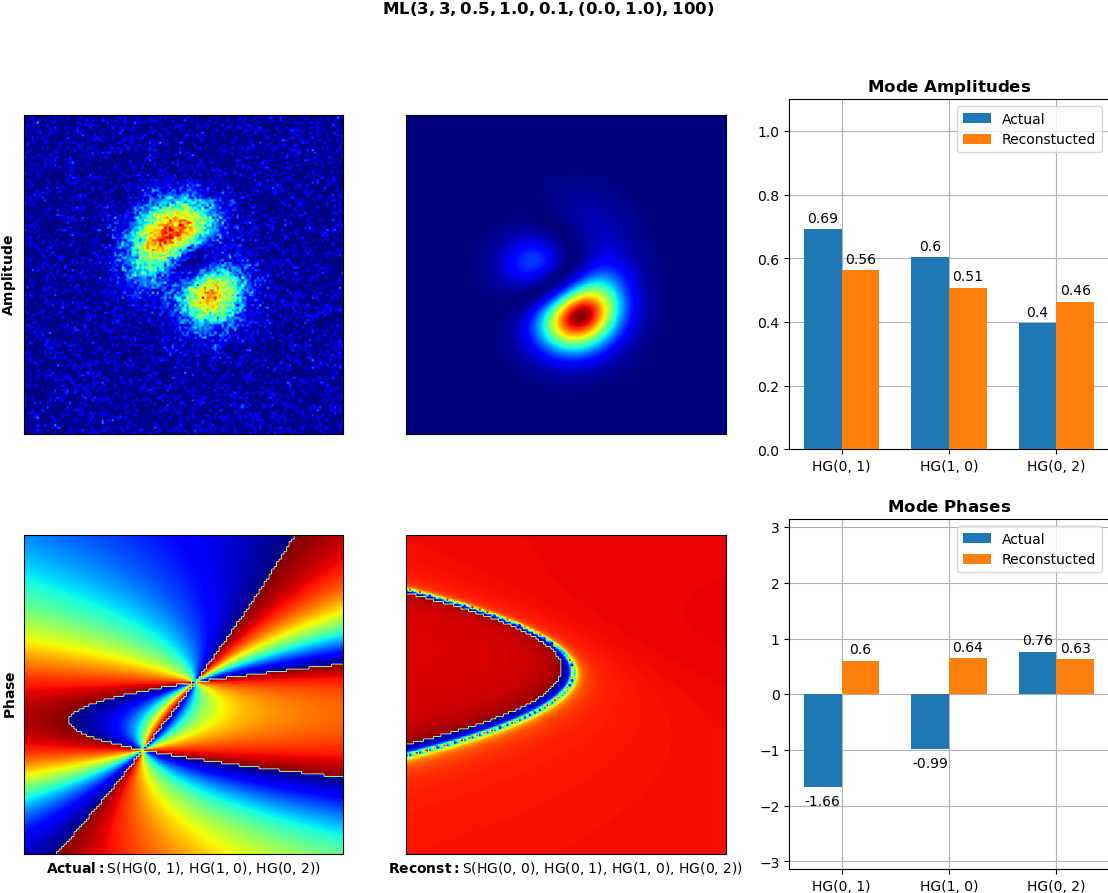 ML(3, 3, 0.5, 1.0, 0.1, (0.0, 1.0), 100)
Amplitude
Mode Amplitudes
Actual
Reconstucted
1.0
0.8
0.6
0.4
0.2
0.0
0.69
0.56
0.6
0.51
0.4
0.46
HG(0, 1)
HG(1, 0)
HG(0, 2)
Phase
Actual: S(HG(0, 1), HG(1, 0), HG(0, 2))
Reconst: S(HG(0, 0), HG(0, 1), HG(1, 0), HG(0, 2))
Mode Phases
Actual
Reconstucted
3
2
1
0
−1
−2
−3
-1.66
0.6
-0.99
0.64
0.76
0.63
HG(0, 1)
HG(1, 0)
HG(0, 2)